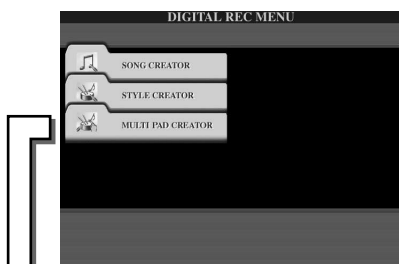 DIGITAL REC MENU
SONG CREATOR
STYLE CREATOR
MULTI PAD CREATOR